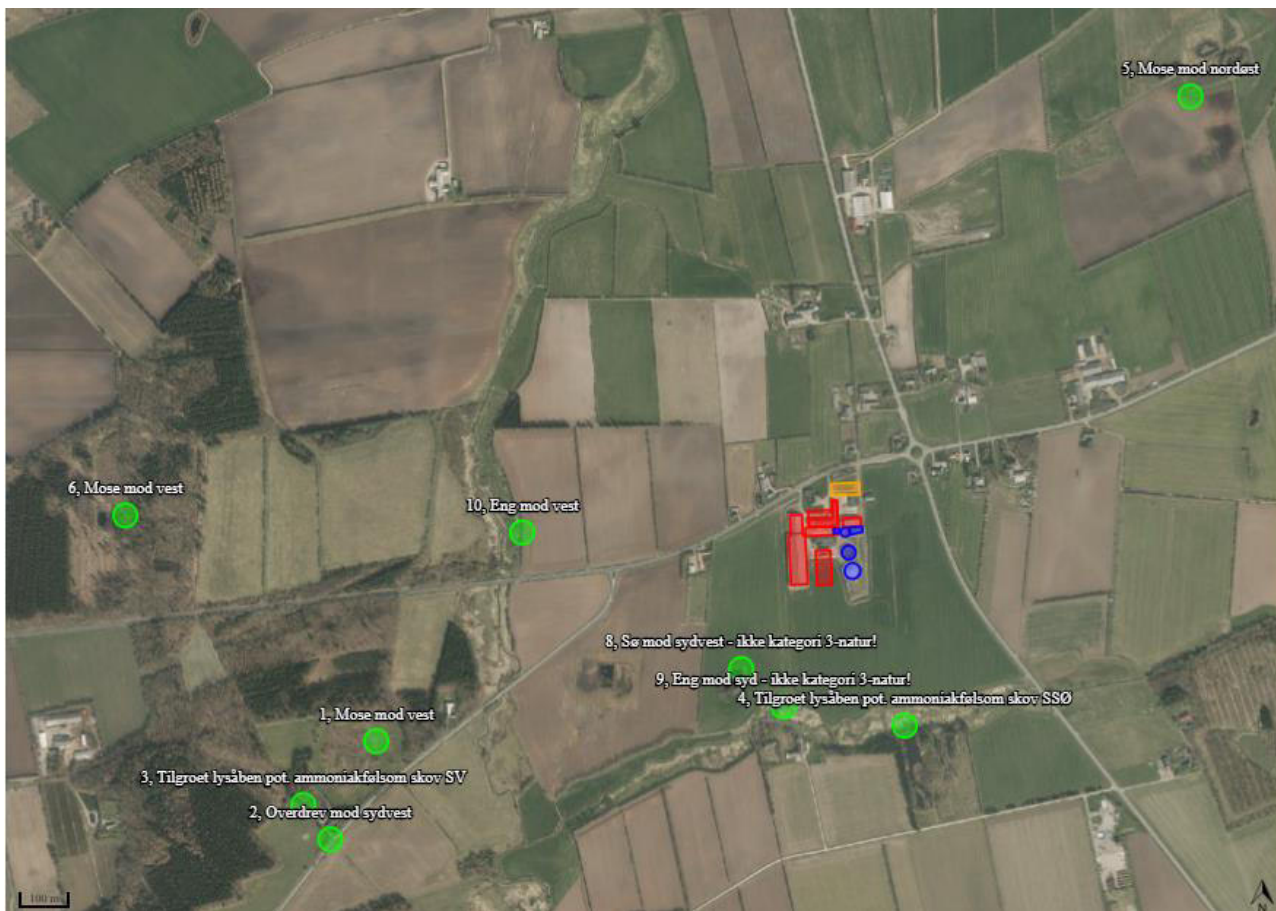 5, Mose mod nordøst
6, Mose mod vest
10, Eng mod vest
8, Sø mod sydvest - ikke kategori 3-natur!
9, Eng mod syd - ikke kategori 3-natur!
4, Tilgroet lysåben pot. ammoniakfølsom skov SSØ
1, Mose mod vest
3, Tilgroet lysåben pot. ammoniakfølsom skov SV
2, Overdrev mod sydvest
100 m
N